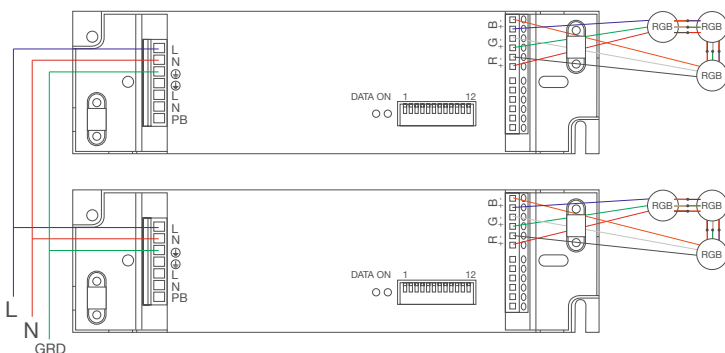 L
N
⏚
⏚
L
N
PB
DATA ON 1 12
B - +
G - +
R - +
RGB RGB
RGB
L
N
⏚
⏚
L
N
PB
DATA ON 1 12
B - +
G - +
R - +
RGB RGB
RGB
L
N
GRD